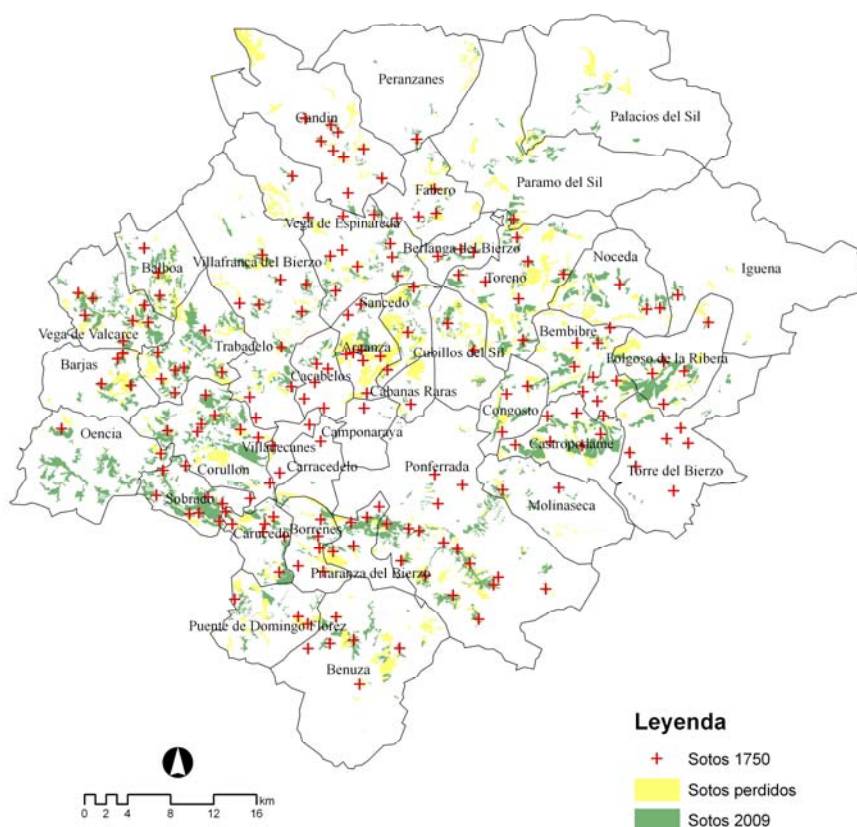 Peranzanes
Candin
Palacios del Sil
Paramo del Sil
Fabero
Vega de Espinareda
Balboa
Villafranca del Bierzo
Berlanga del Bierzo
Noceda
Iguena
Toreno
Sancedo
Vega de Valcarce
Trabadelo
Arganza
Bembibre
Cubillos del Sil
Barjas
Folgoso de la Ribera
Cacabelos
Cabanas Raras
Congosto
Oencia
Camponaraya
Villadecanes
Castropodame
Corullon
Carracedelo
Ponferrada
Torre del Bierzo
Sobrado
Molinaseca
Carucedo
Borrenes
Priaranza del Bierzo
Puente de Domingo Florez
Benuza
Leyenda
Sotos 1750
Sotos perdidos
Sotos 2009
km
0 2 4 8 12 16